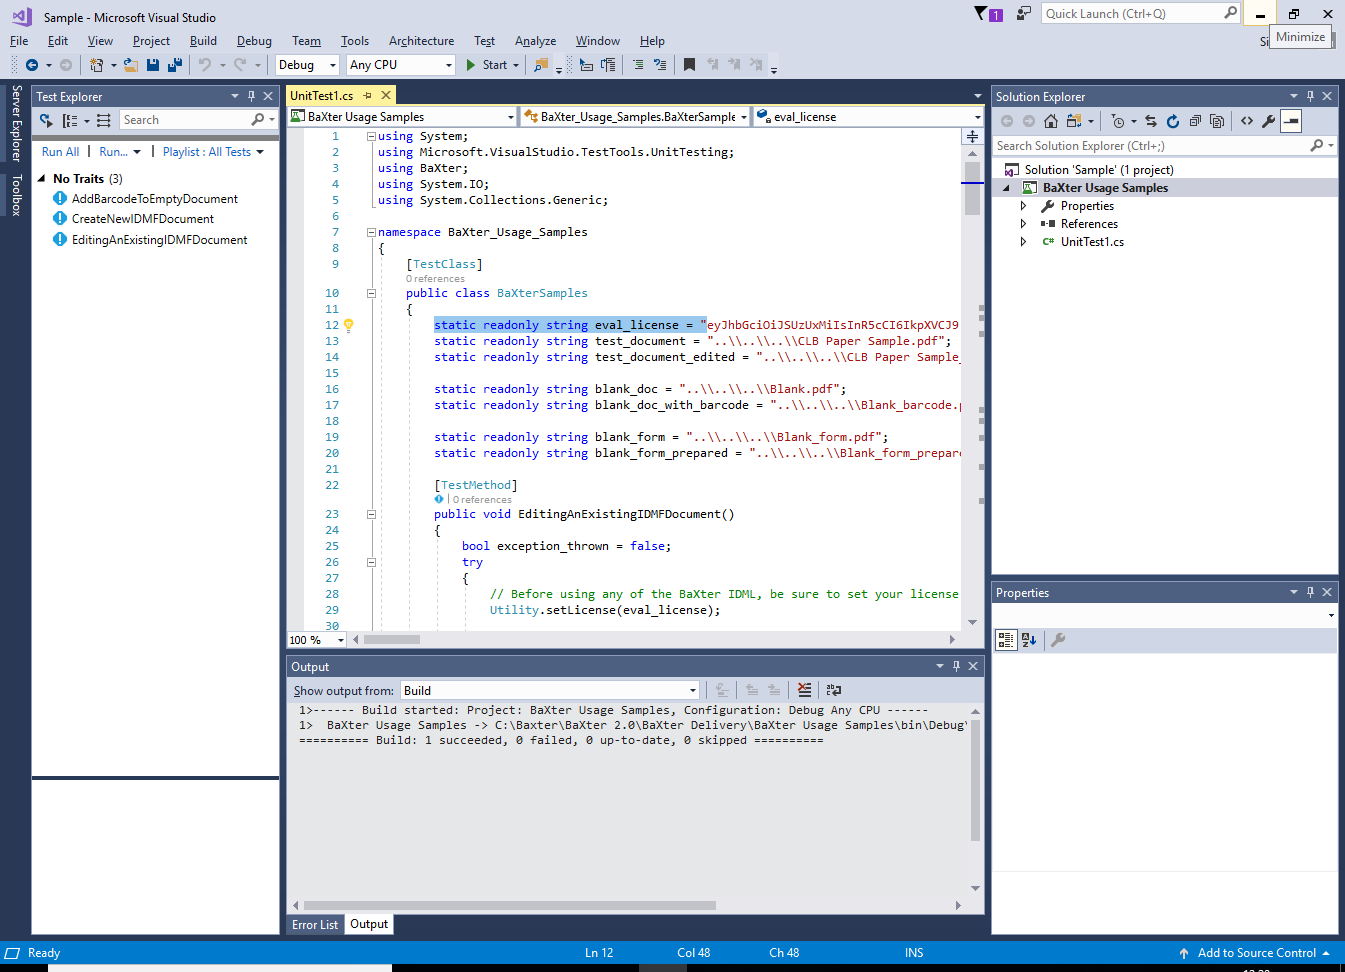 Sample - Microsoft Visual Studio
1
Quick Launch (Ctrl+Q)
File Edit View Project Build Debug Team Tools Architecture Test Analyze Window Help
Minimize
Debug Any CPU Start
Server Explorer
Toolbox
Test Explorer
Search
Run All | Run... | Playlist : All Tests
No Traits (3)
AddBarcodeToEmptyDocument
CreateNewIDMFDocument
EditingAnExistingIDMFDocument
UnitTest1.cs
BaXter Usage Samples BaXter_Usage_Samples.BaXterSample eval_license
1 using System;
2 using Microsoft.VisualStudio.TestTools.UnitTesting;
3 using BaXter;
4 using System.IO;
5 using System.Collections.Generic;
6
7 namespace BaXter_Usage_Samples
8 {
9 [TestClass]
0 references
10 public class BaXterSamples
11 {
12 static readonly string eval_license = "eyJhbGciOiJSUzUxMiIsInR5cCI6IkpXVCJ9
13 static readonly string test_document = "..\\..\\..\\CLB Paper Sample.pdf";
14 static readonly string test_document_edited = "..\\..\\..\\CLB Paper Sample_
15
16 static readonly string blank_doc = "..\\..\\..\\Blank.pdf";
17 static readonly string blank_doc_with_barcode = "..\\..\\..\\Blank_barcode.p
18
19 static readonly string blank_form = "..\\..\\..\\Blank_form.pdf";
20 static readonly string blank_form_prepared = "..\\..\\..\\Blank_form_prepare
21
22 [TestMethod]
| 0 references
23 public void EditingAnExistingIDMFDocument()
24 {
25 bool exception_thrown = false;
26 try
27 {
28 // Before using any of the BaXter IDML, be sure to set your license
29 Utility.setLicense(eval_license);
30
100 %
Output
Show output from: Build
1>------ Build started: Project: BaXter Usage Samples, Configuration: Debug Any CPU ------
1>  BaXter Usage Samples -> C:\Baxter\BaXter 2.0\BaXter Delivery\BaXter Usage Samples\bin\Debug\
========== Build: 1 succeeded, 0 failed, 0 up-to-date, 0 skipped ==========
Error List Output
Solution Explorer
Search Solution Explorer (Ctrl+;)
Solution 'Sample' (1 project)
BaXter Usage Samples
Properties
References
C# UnitTest1.cs
Properties
Ready Ln 12 Col 48 Ch 48 INS Add to Source Control